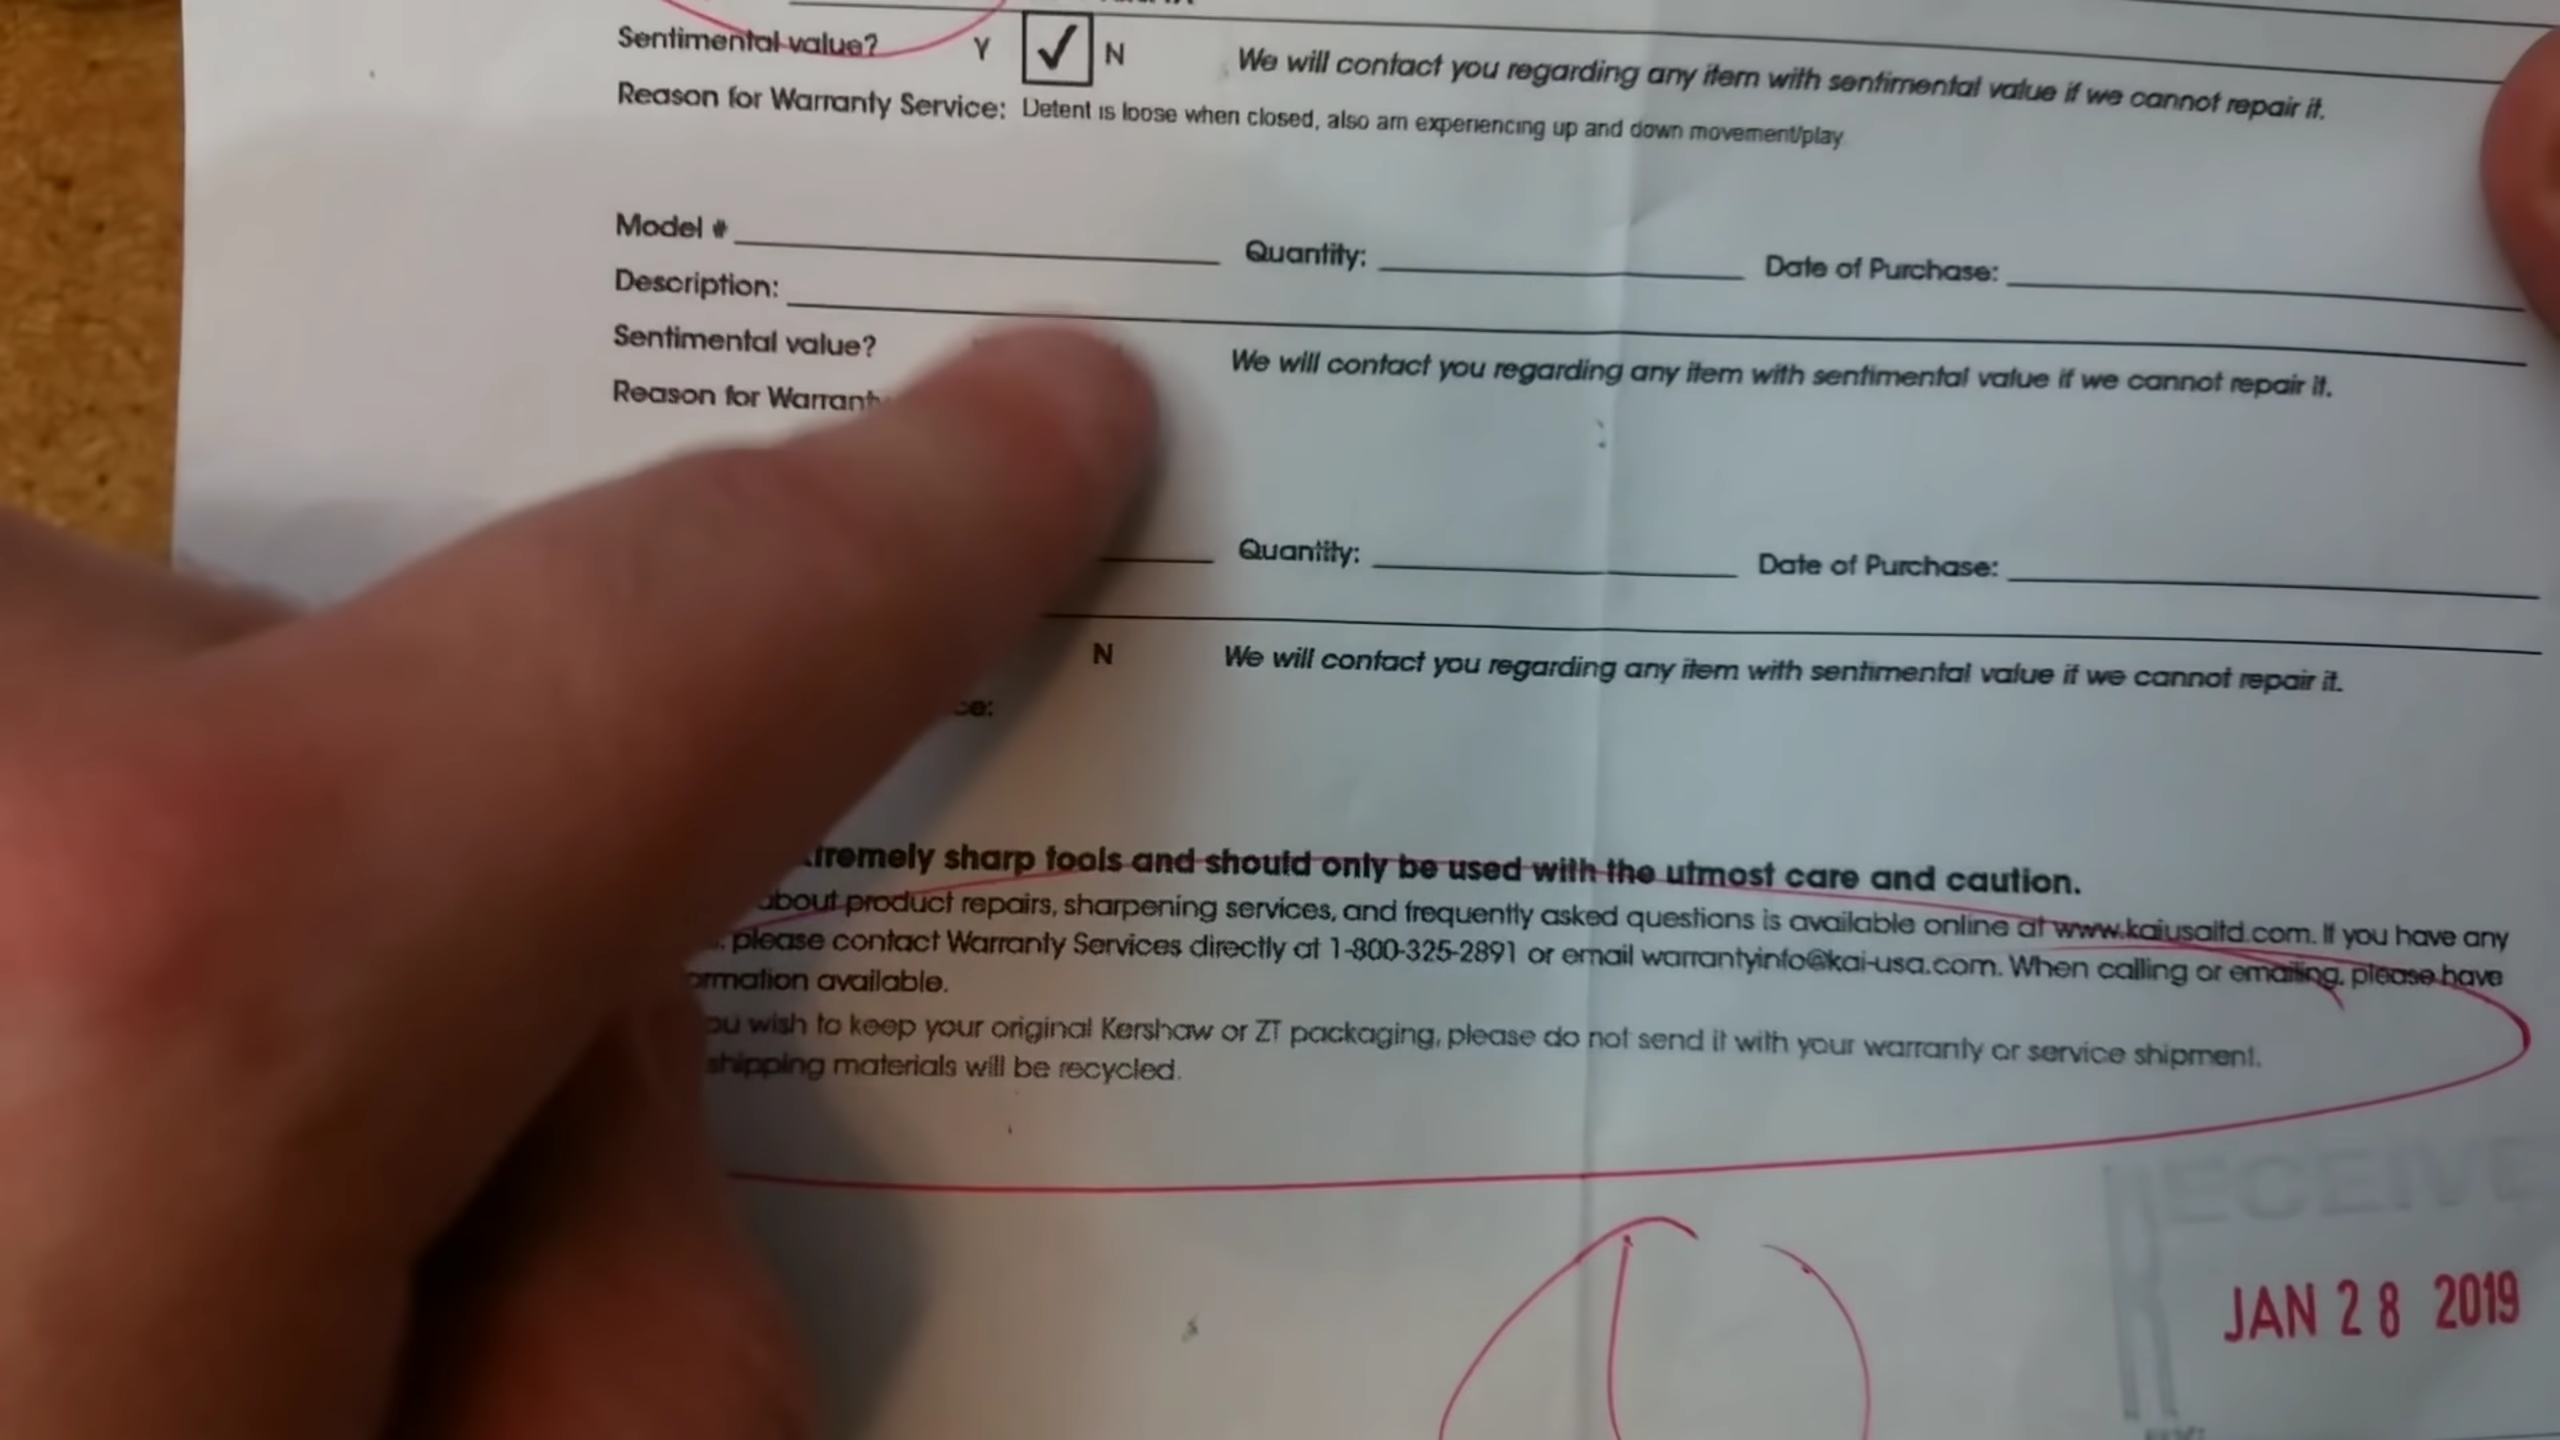 Sentimental value? Y ✓ N We will contact you regarding any item with sentimental value if we cannot repair it.
Reason for Warranty Service: Detent is loose when closed, also am experiencing up and down movement/play
Model # Quantity: Date of Purchase:
Description:
Sentimental value? We will contact you regarding any item with sentimental value if we cannot repair it.
Reason for Warranty
Quantity: Date of Purchase:
N We will contact you regarding any item with sentimental value if we cannot repair it.
ce:
tremely sharp tools and should only be used with the utmost care and caution.
about product repairs, sharpening services, and frequently asked questions is available online at www.kaiusaltd.com. If you have any
please contact Warranty Services directly at 1-800-325-2891 or email warrantyinfo@kai-usa.com. When calling or emailing, please have
ormation available.
ou wish to keep your original Kershaw or ZT packaging, please do not send it with your warranty or service shipment.
shipping materials will be recycled.
RECEIVE
JAN 28 2019